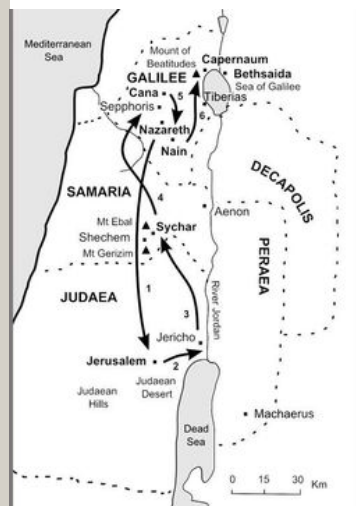 Mediterranean
Sea
Mount of
Beatitudes
Capernaum
Bethsaida
Sea of Galilee
GALILEE
Cana
Sepphoris
5
Tiberias
6
Nazareth
Nain
DECAPOLIS
SAMARIA
4
Aenon
Mt Ebal
Sychar
Shechem
Mt Gerizim
PERAEA
JUDAEA
1
3
River Jordan
Jericho
Jerusalem
2
Judaean
Hills
Judaean
Desert
Machaerus
Dead
Sea
0 15 30 Km